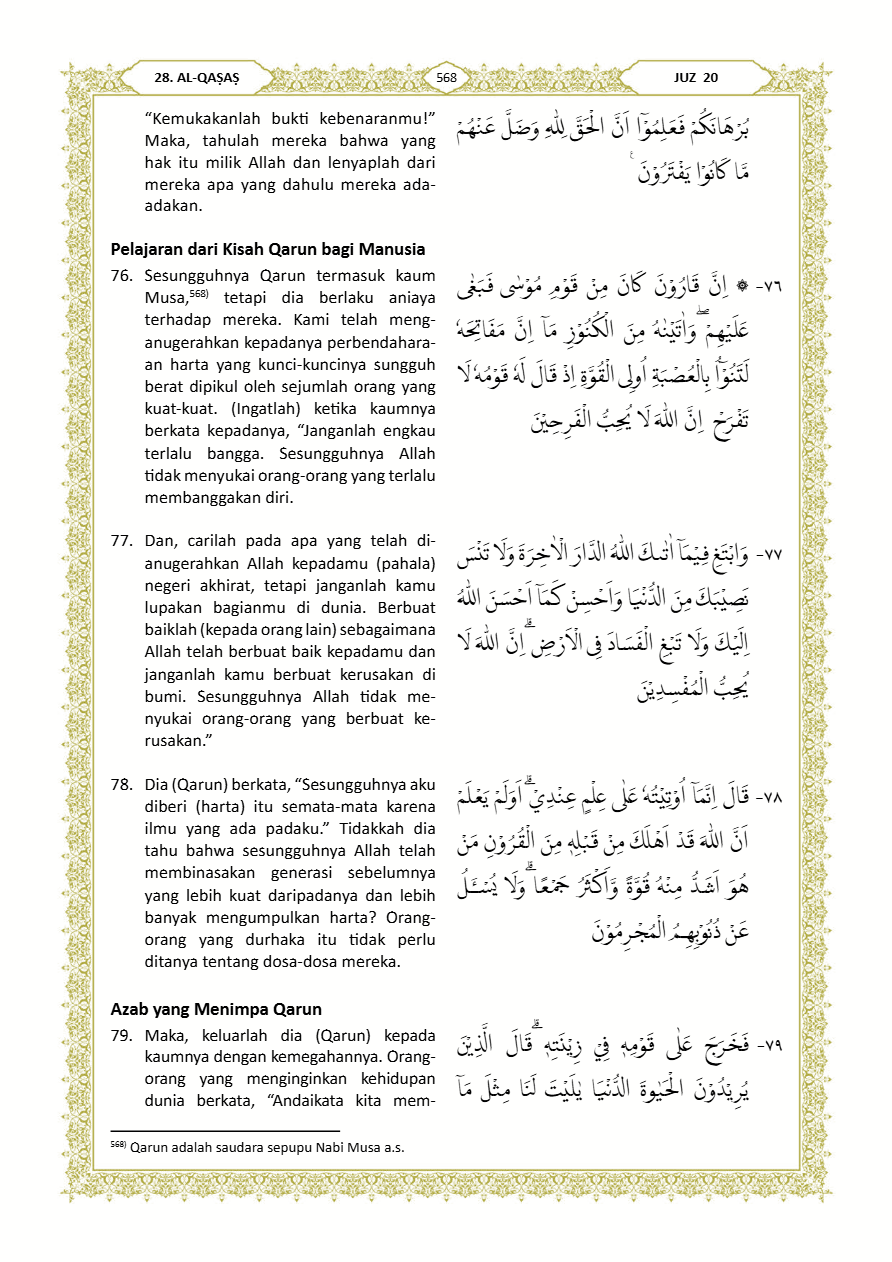 28. AL-QAṢAṢ
568
JUZ 20
“Kemukakanlah bukti kebenaranmu!”
Maka, tahulah mereka bahwa yang
hak itu milik Allah dan lenyaplah dari
mereka apa yang dahulu mereka ada-
adakan.
بُرْهَانَكُمْ فَعَلِمُوْٓا اَنَّ الْحَقَّ لِلّٰهِ وَضَلَّ عَنْهُمْ
مَّا كَانُوْا يَفْتَرُوْنَ ࣖ
Pelajaran dari Kisah Qarun bagi Manusia
76. Sesungguhnya Qarun termasuk kaum
Musa,⁵⁶⁸⁾ tetapi dia berlaku aniaya
terhadap mereka. Kami telah meng-
anugerahkan kepadanya perbendahara-
an harta yang kunci-kuncinya sungguh
berat dipikul oleh sejumlah orang yang
kuat-kuat. (Ingatlah) ketika kaumnya
berkata kepadanya, “Janganlah engkau
terlalu bangga. Sesungguhnya Allah
tidak menyukai orang-orang yang terlalu
membanggakan diri.
٧٦- ۞ اِنَّ قَارُوْنَ كَانَ مِنْ قَوْمِ مُوْسٰى فَبَغٰى
عَلَيْهِمْ ۖوَاٰتَيْنٰهُ مِنَ الْكُنُوْزِ مَآ اِنَّ مَفَاتِحَهٗ
لَتَنُوْۤاُ بِالْعُصْبَةِ اُولِى الْقُوَّةِ اِذْ قَالَ لَهٗ قَوْمُهٗ لَا
تَفْرَحْ اِنَّ اللّٰهَ لَا يُحِبُّ الْفَرِحِيْنَ
77. Dan, carilah pada apa yang telah di-
anugerahkan Allah kepadamu (pahala)
negeri akhirat, tetapi janganlah kamu
lupakan bagianmu di dunia. Berbuat
baiklah (kepada orang lain) sebagaimana
Allah telah berbuat baik kepadamu dan
janganlah kamu berbuat kerusakan di
bumi. Sesungguhnya Allah tidak me-
nyukai orang-orang yang berbuat ke-
rusakan.”
٧٧- وَابْتَغِ فِيْمَآ اٰتٰىكَ اللّٰهُ الدَّارَ الْاٰخِرَةَ وَلَا تَنْسَ
نَصِيْبَكَ مِنَ الدُّنْيَا وَاَحْسِنْ كَمَآ اَحْسَنَ اللّٰهُ
اِلَيْكَ وَلَا تَبْغِ الْفَسَادَ فِى الْاَرْضِ ۗاِنَّ اللّٰهَ لَا
يُحِبُّ الْمُفْسِدِيْنَ
78. Dia (Qarun) berkata, “Sesungguhnya aku
diberi (harta) itu semata-mata karena
ilmu yang ada padaku.” Tidakkah dia
tahu bahwa sesungguhnya Allah telah
membinasakan generasi sebelumnya
yang lebih kuat daripadanya dan lebih
banyak mengumpulkan harta? Orang-
orang yang durhaka itu tidak perlu
ditanya tentang dosa-dosa mereka.
٧٨- قَالَ اِنَّمَآ اُوْتِيْتُهٗ عَلٰى عِلْمٍ عِنْدِيْۗ اَوَلَمْ يَعْلَمْ
اَنَّ اللّٰهَ قَدْ اَهْلَكَ مِنْ قَبْلِهٖ مِنَ الْقُرُوْنِ مَنْ
هُوَ اَشَدُّ مِنْهُ قُوَّةً وَّاَكْثَرُ جَمْعًا ۗوَلَا يُسْـَٔلُ
عَنْ ذُنُوْبِهِمُ الْمُجْرِمُوْنَ
Azab yang Menimpa Qarun
79. Maka, keluarlah dia (Qarun) kepada
kaumnya dengan kemegahannya. Orang-
orang yang menginginkan kehidupan
dunia berkata, “Andaikata kita mem-
٧٩- فَخَرَجَ عَلٰى قَوْمِهٖ فِيْ زِيْنَتِهٖ ۗقَالَ الَّذِيْنَ
يُرِيْدُوْنَ الْحَيٰوةَ الدُّنْيَا يٰلَيْتَ لَنَا مِثْلَ مَآ
⁵⁶⁸⁾ Qarun adalah saudara sepupu Nabi Musa a.s.